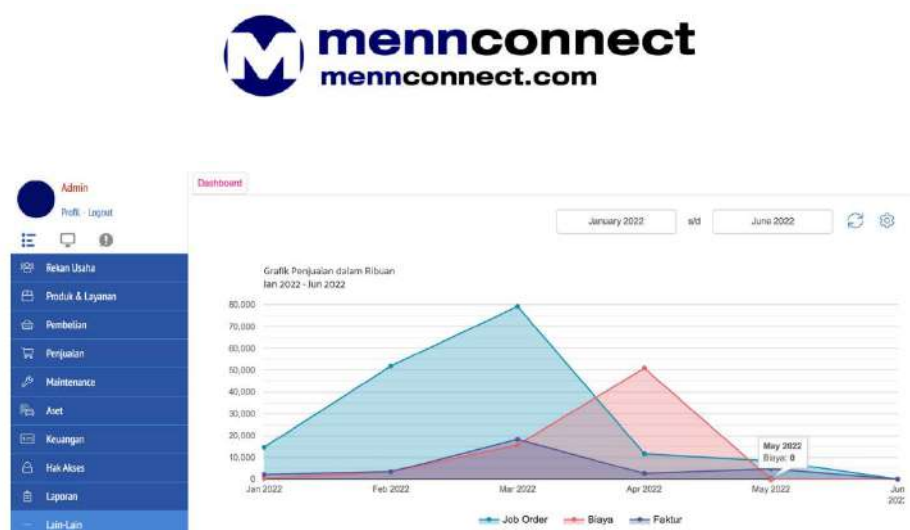 M mennconnect
mennconnect.com
Admin
Profil - Logout
Dashboard
January 2022 s/d June 2022
Rekan Usaha
Produk & Layanan
Pembelian
Penjualan
Maintenance
Aset
Keuangan
Hak Akses
Laporan
Lain-Lain
Grafik Penjualan dalam Ribuan
Jan 2022 - Jun 2022
80,000
70,000
60,000
50,000
40,000
30,000
20,000
10,000
0
May 2022
Biaya: 0
Jan 2022 Feb 2022 Mar 2022 Apr 2022 May 2022 Jun
202
Job Order Biaya Faktur